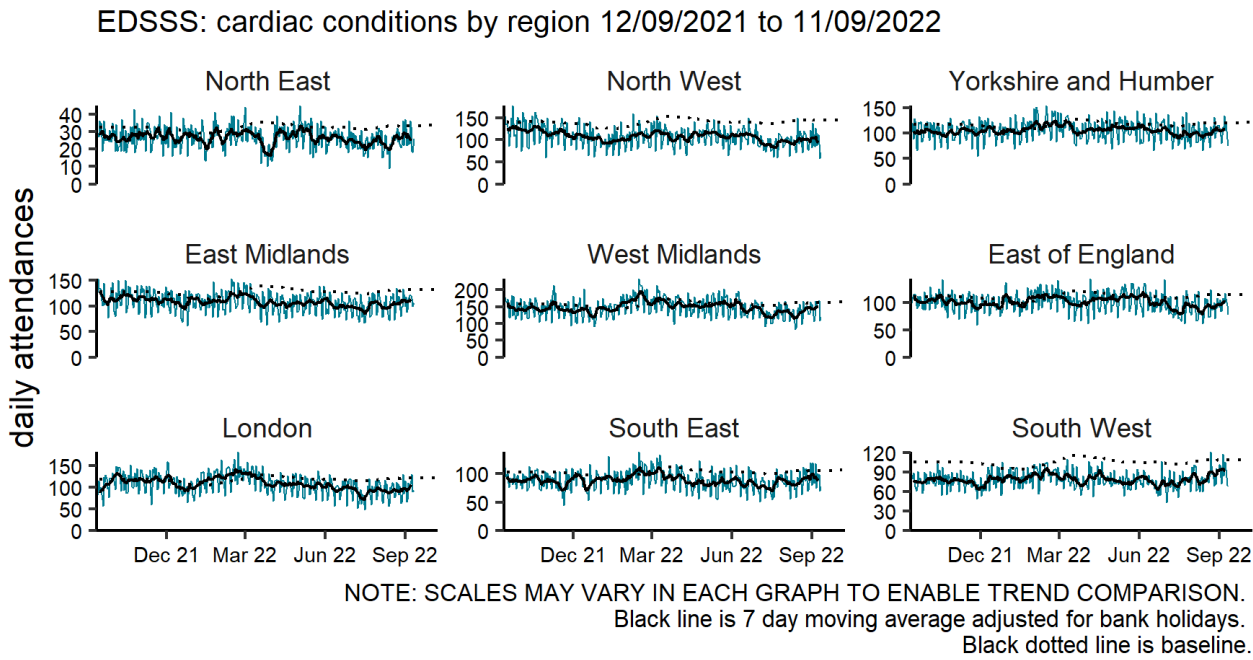 EDSSS: cardiac conditions by region 12/09/2021 to 11/09/2022
daily attendances
North East
40
30
20
10
0
North West
150
100
50
0
Yorkshire and Humber
150
100
50
0
East Midlands
150
100
50
0
West Midlands
200
150
100
50
0
East of England
100
50
0
London
150
100
50
0
Dec 21 Mar 22 Jun 22 Sep 22
South East
100
50
0
Dec 21 Mar 22 Jun 22 Sep 22
South West
120
90
60
30
0
Dec 21 Mar 22 Jun 22 Sep 22
NOTE: SCALES MAY VARY IN EACH GRAPH TO ENABLE TREND COMPARISON.
Black line is 7 day moving average adjusted for bank holidays.
Black dotted line is baseline.